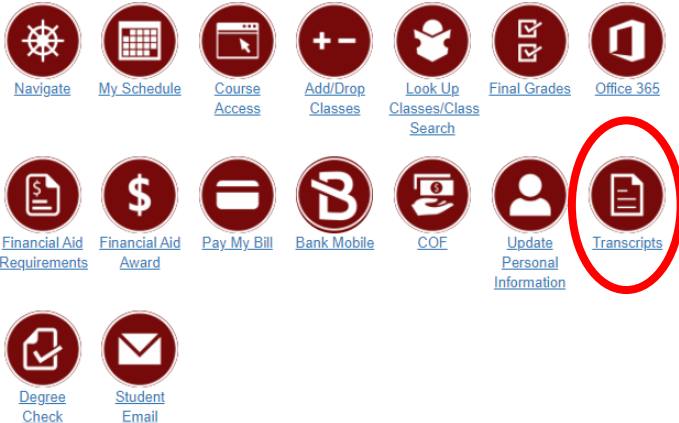 Navigate
My Schedule
Course
Access
Add/Drop
Classes
Look Up
Classes/Class
Search
Final Grades
Office 365
Financial Aid
Requirements
Financial Aid
Award
Pay My Bill
Bank Mobile
COF
Update
Personal
Information
Transcripts
Degree
Check
Student
Email